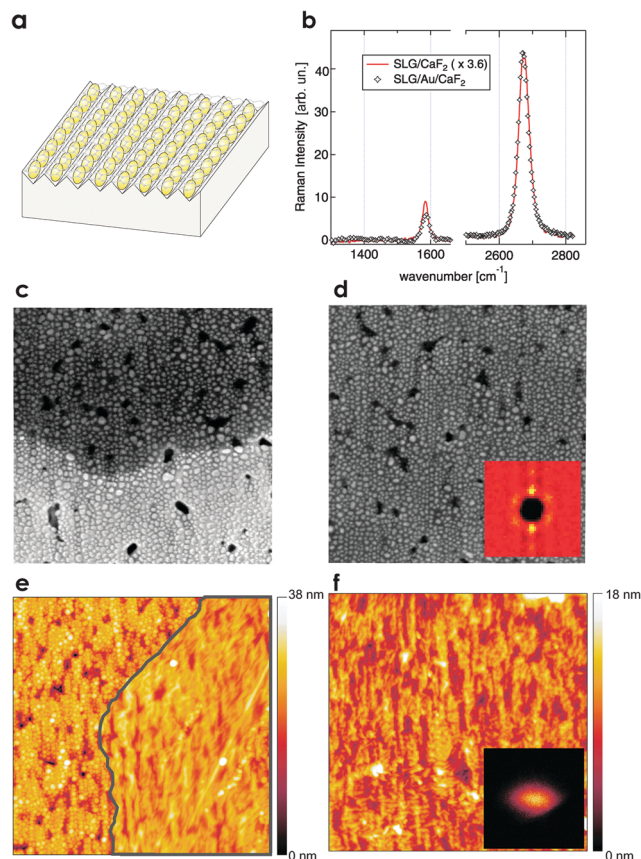 a
b
SLG/CaF₂ ( x 3.6)
SLG/Au/CaF₂
Raman Intensity [arb. un.]
40
30
20
10
0
1400
1600
2600
2800
wavenumber [cm⁻¹]
c
d
e
38 nm
0 nm
f
18 nm
0 nm